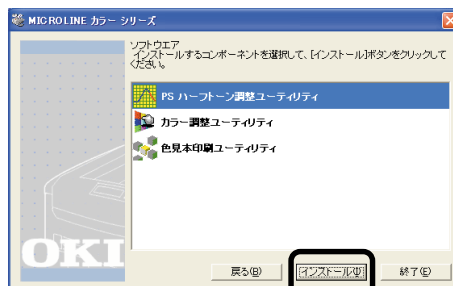 MICROLINE カラー シリーズ
ソフトウエア
インストールするコンポーネントを選択して、[インストール]ボタンをクリックして
ください。
PS ハーフトーン調整ユーティリティ
カラー調整ユーティリティ
色見本印刷ユーティリティ
OKI
戻る(B)
インストール(I)
終了(E)